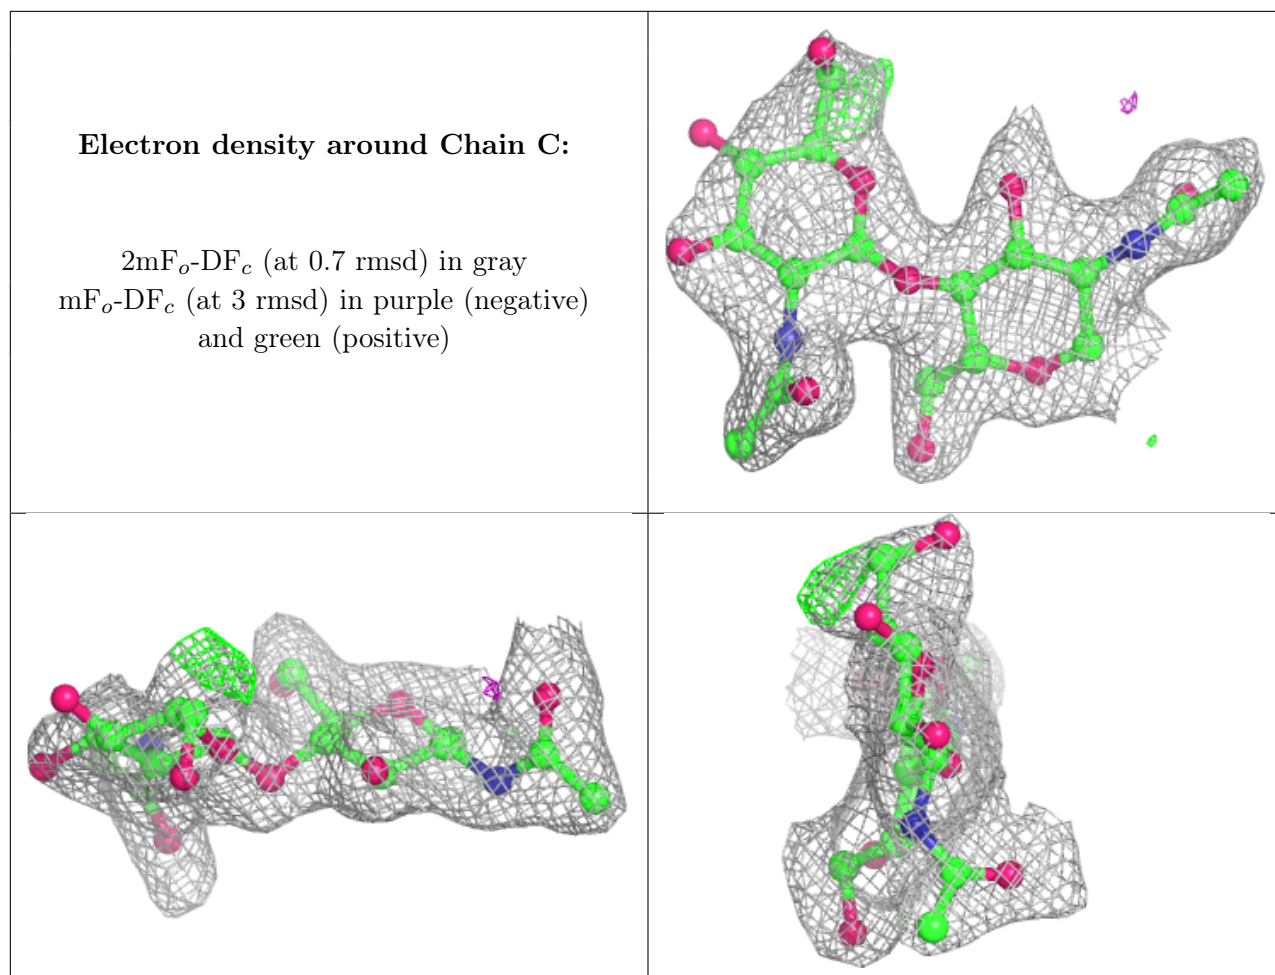 Electron density around Chain C:
2mFo-DFc (at 0.7 rmsd) in gray
mFo-DFc (at 3 rmsd) in purple (negative)
and green (positive)